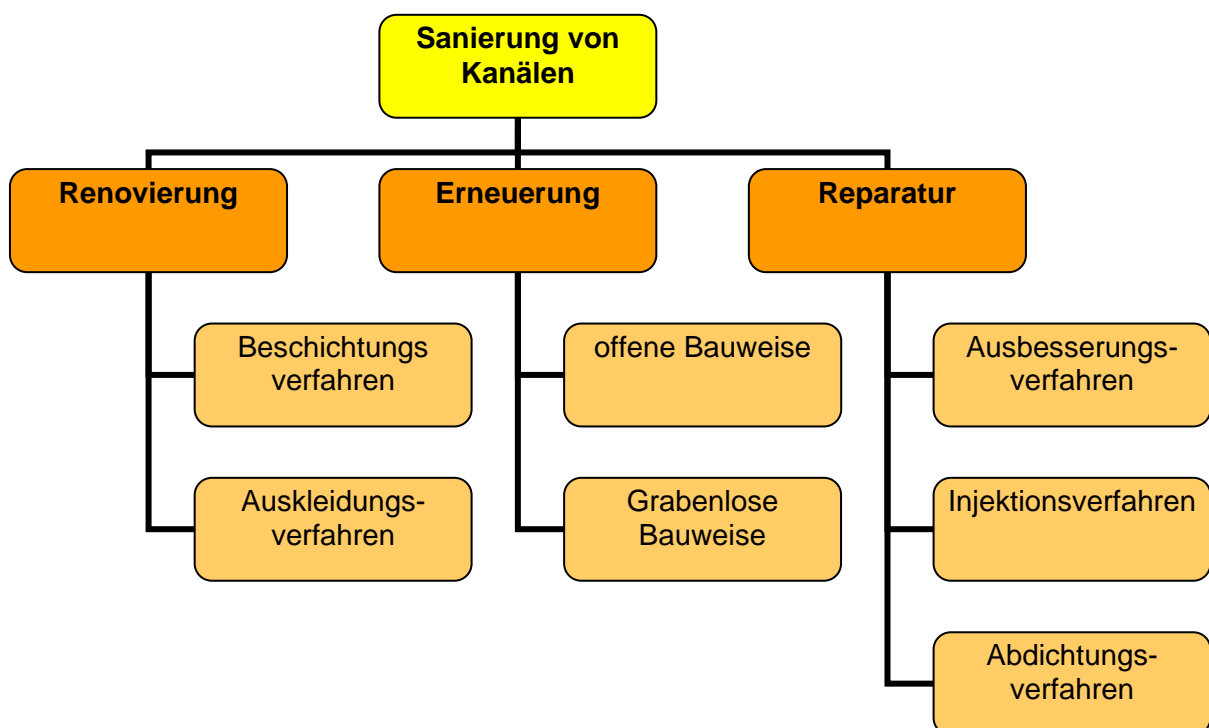 Sanierung von
Kanälen
Renovierung
Erneuerung
Reparatur
Beschichtungs
verfahren
offene Bauweise
Ausbesserungs-
verfahren
Auskleidungs-
verfahren
Grabenlose
Bauweise
Injektionsverfahren
Abdichtungs-
verfahren